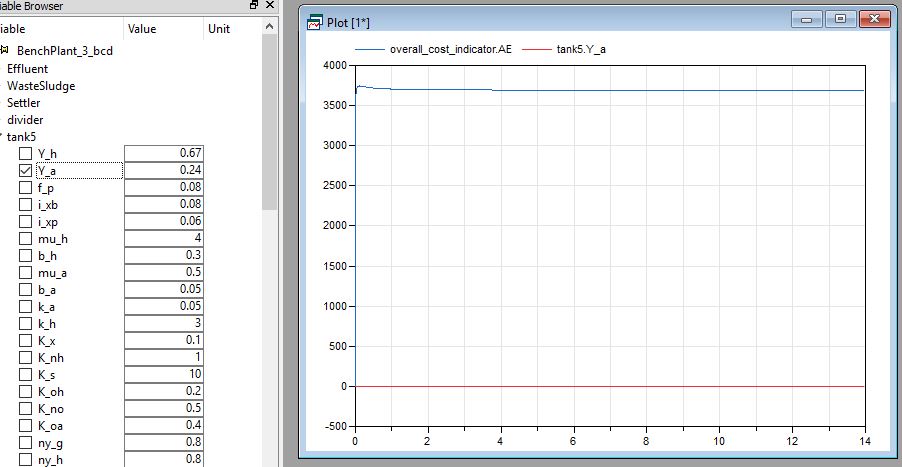 iable Browser
iable Value Unit
BenchPlant_3_bcd
Effluent
WasteSludge
Settler
divider
tank5
Y_h 0.67
Y_a 0.24
f_p 0.08
i_xb 0.08
i_xp 0.06
mu_h 4
b_h 0.3
mu_a 0.5
b_a 0.05
k_a 0.05
k_h 3
K_x 0.1
K_nh 1
K_s 10
K_oh 0.2
K_no 0.5
K_oa 0.4
ny_g 0.8
ny_h 0.8
Plot [1*]
overall_cost_indicator.AE tank5.Y_a
4000
3500
3000
2500
2000
1500
1000
500
0
-500
0 2 4 6 8 10 12 14